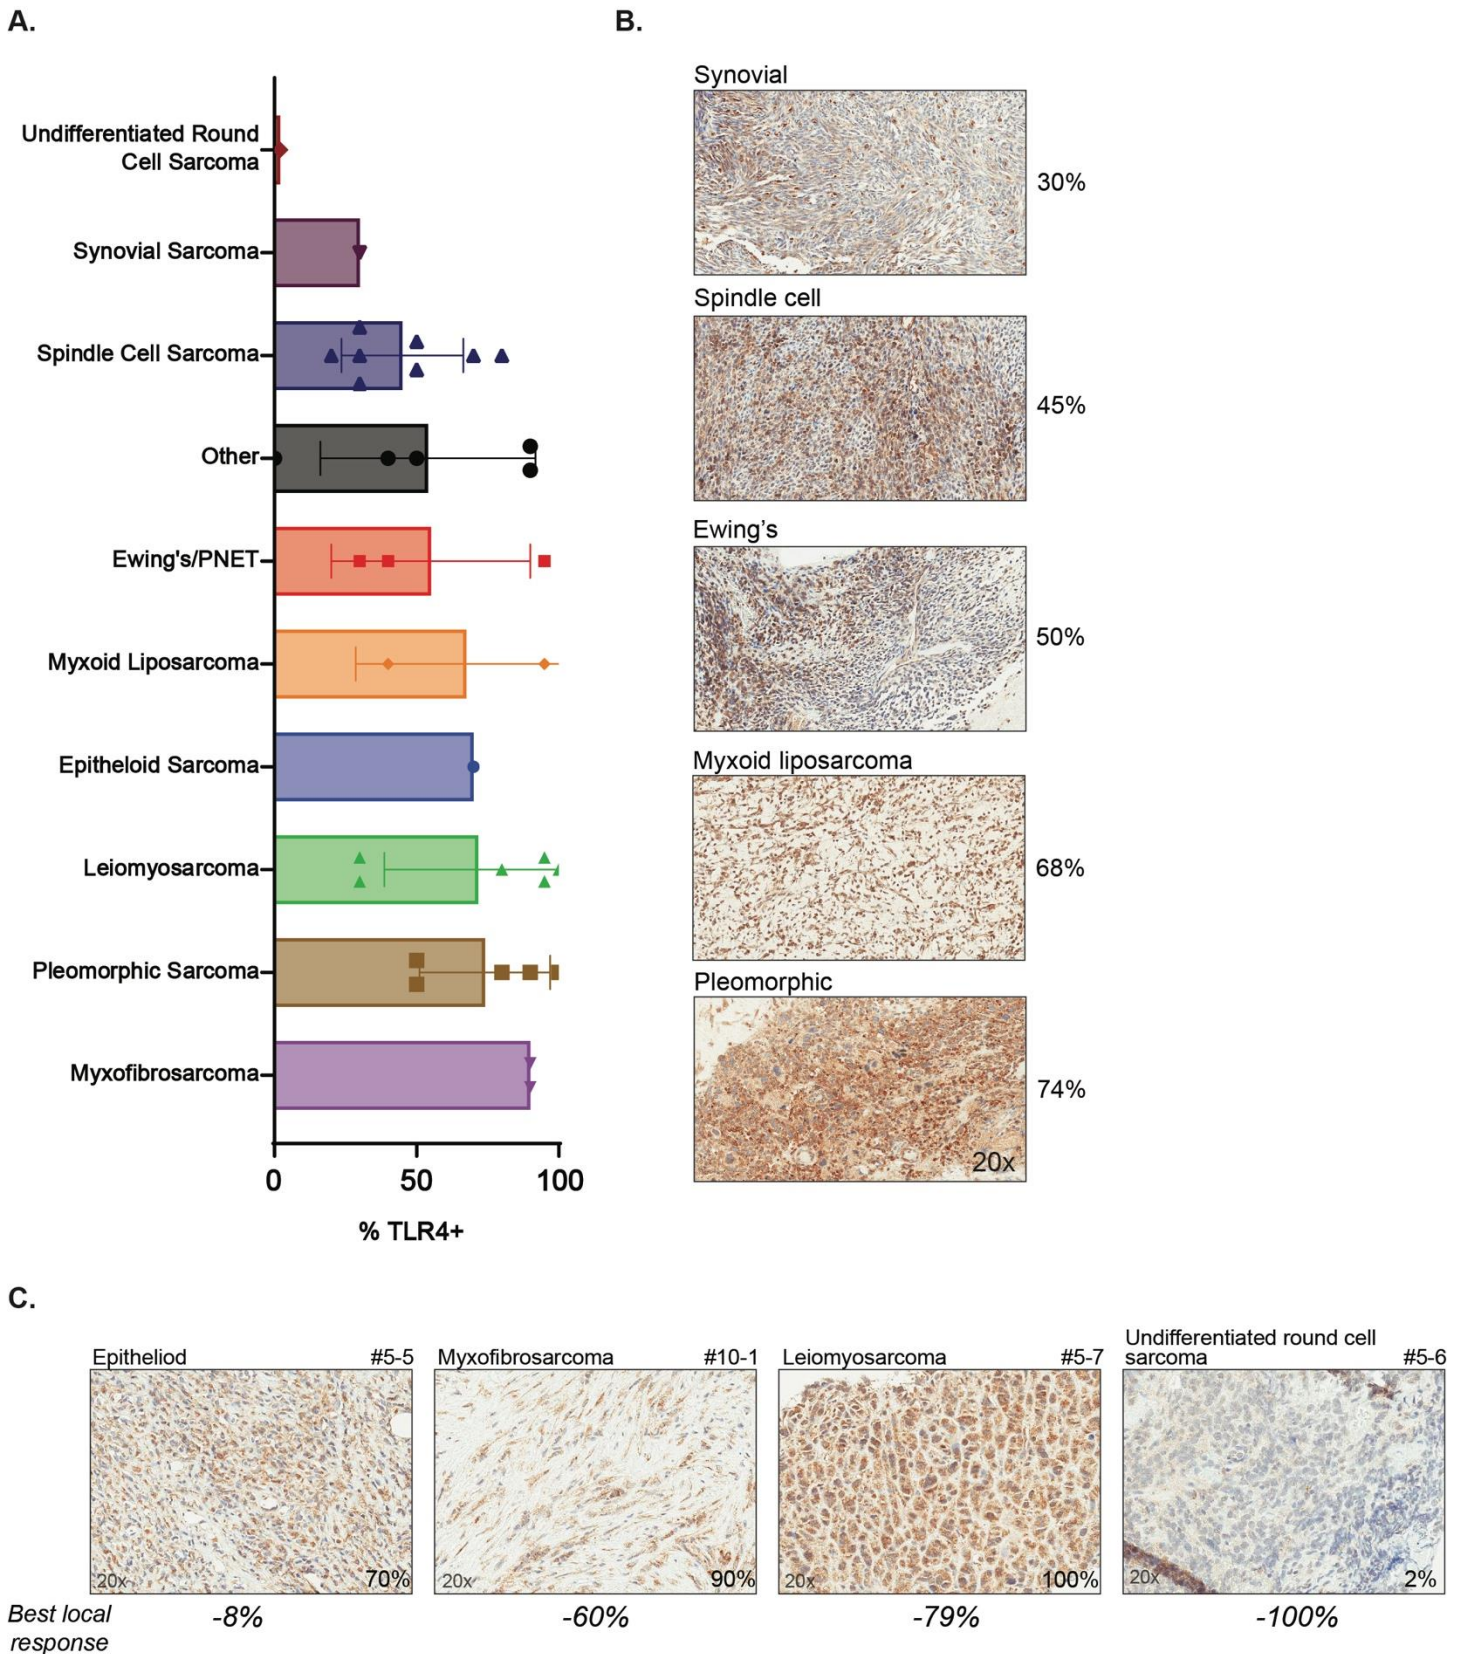 A.
Undifferentiated Round
Cell Sarcoma
Synovial Sarcoma
Spindle Cell Sarcoma
Other
Ewing's/PNET
Myxoid Liposarcoma
Epitheloid Sarcoma
Leiomyosarcoma
Pleomorphic Sarcoma
Myxofibrosarcoma
0 50 100
% TLR4+
B.
Synovial
30%
Spindle cell
45%
Ewing’s
50%
Myxoid liposarcoma
68%
Pleomorphic
74%
20x
C.
Epitheliod #5-5
20x 70%
Myxofibrosarcoma #10-1
20x 90%
Leiomyosarcoma #5-7
20x 100%
Undifferentiated round cell
sarcoma #5-6
20x 2%
Best local
response
-8% -60% -79% -100%